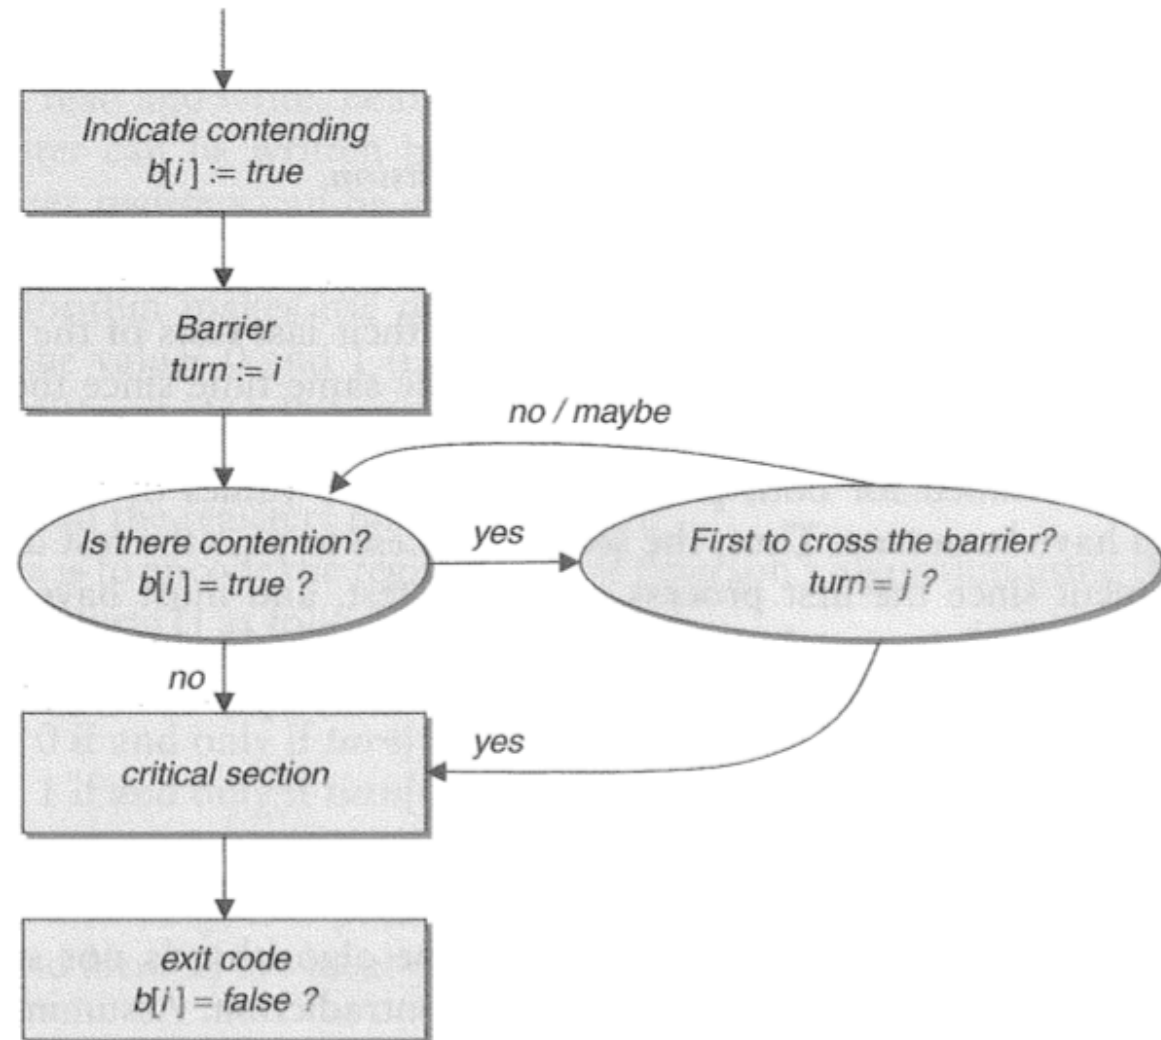 Indicate contending
b[i] := true
Barrier
turn := i
no / maybe
Is there contention?
b[i] = true ?
yes
First to cross the barrier?
turn = j ?
no
critical section
yes
exit code
b[i] = false ?